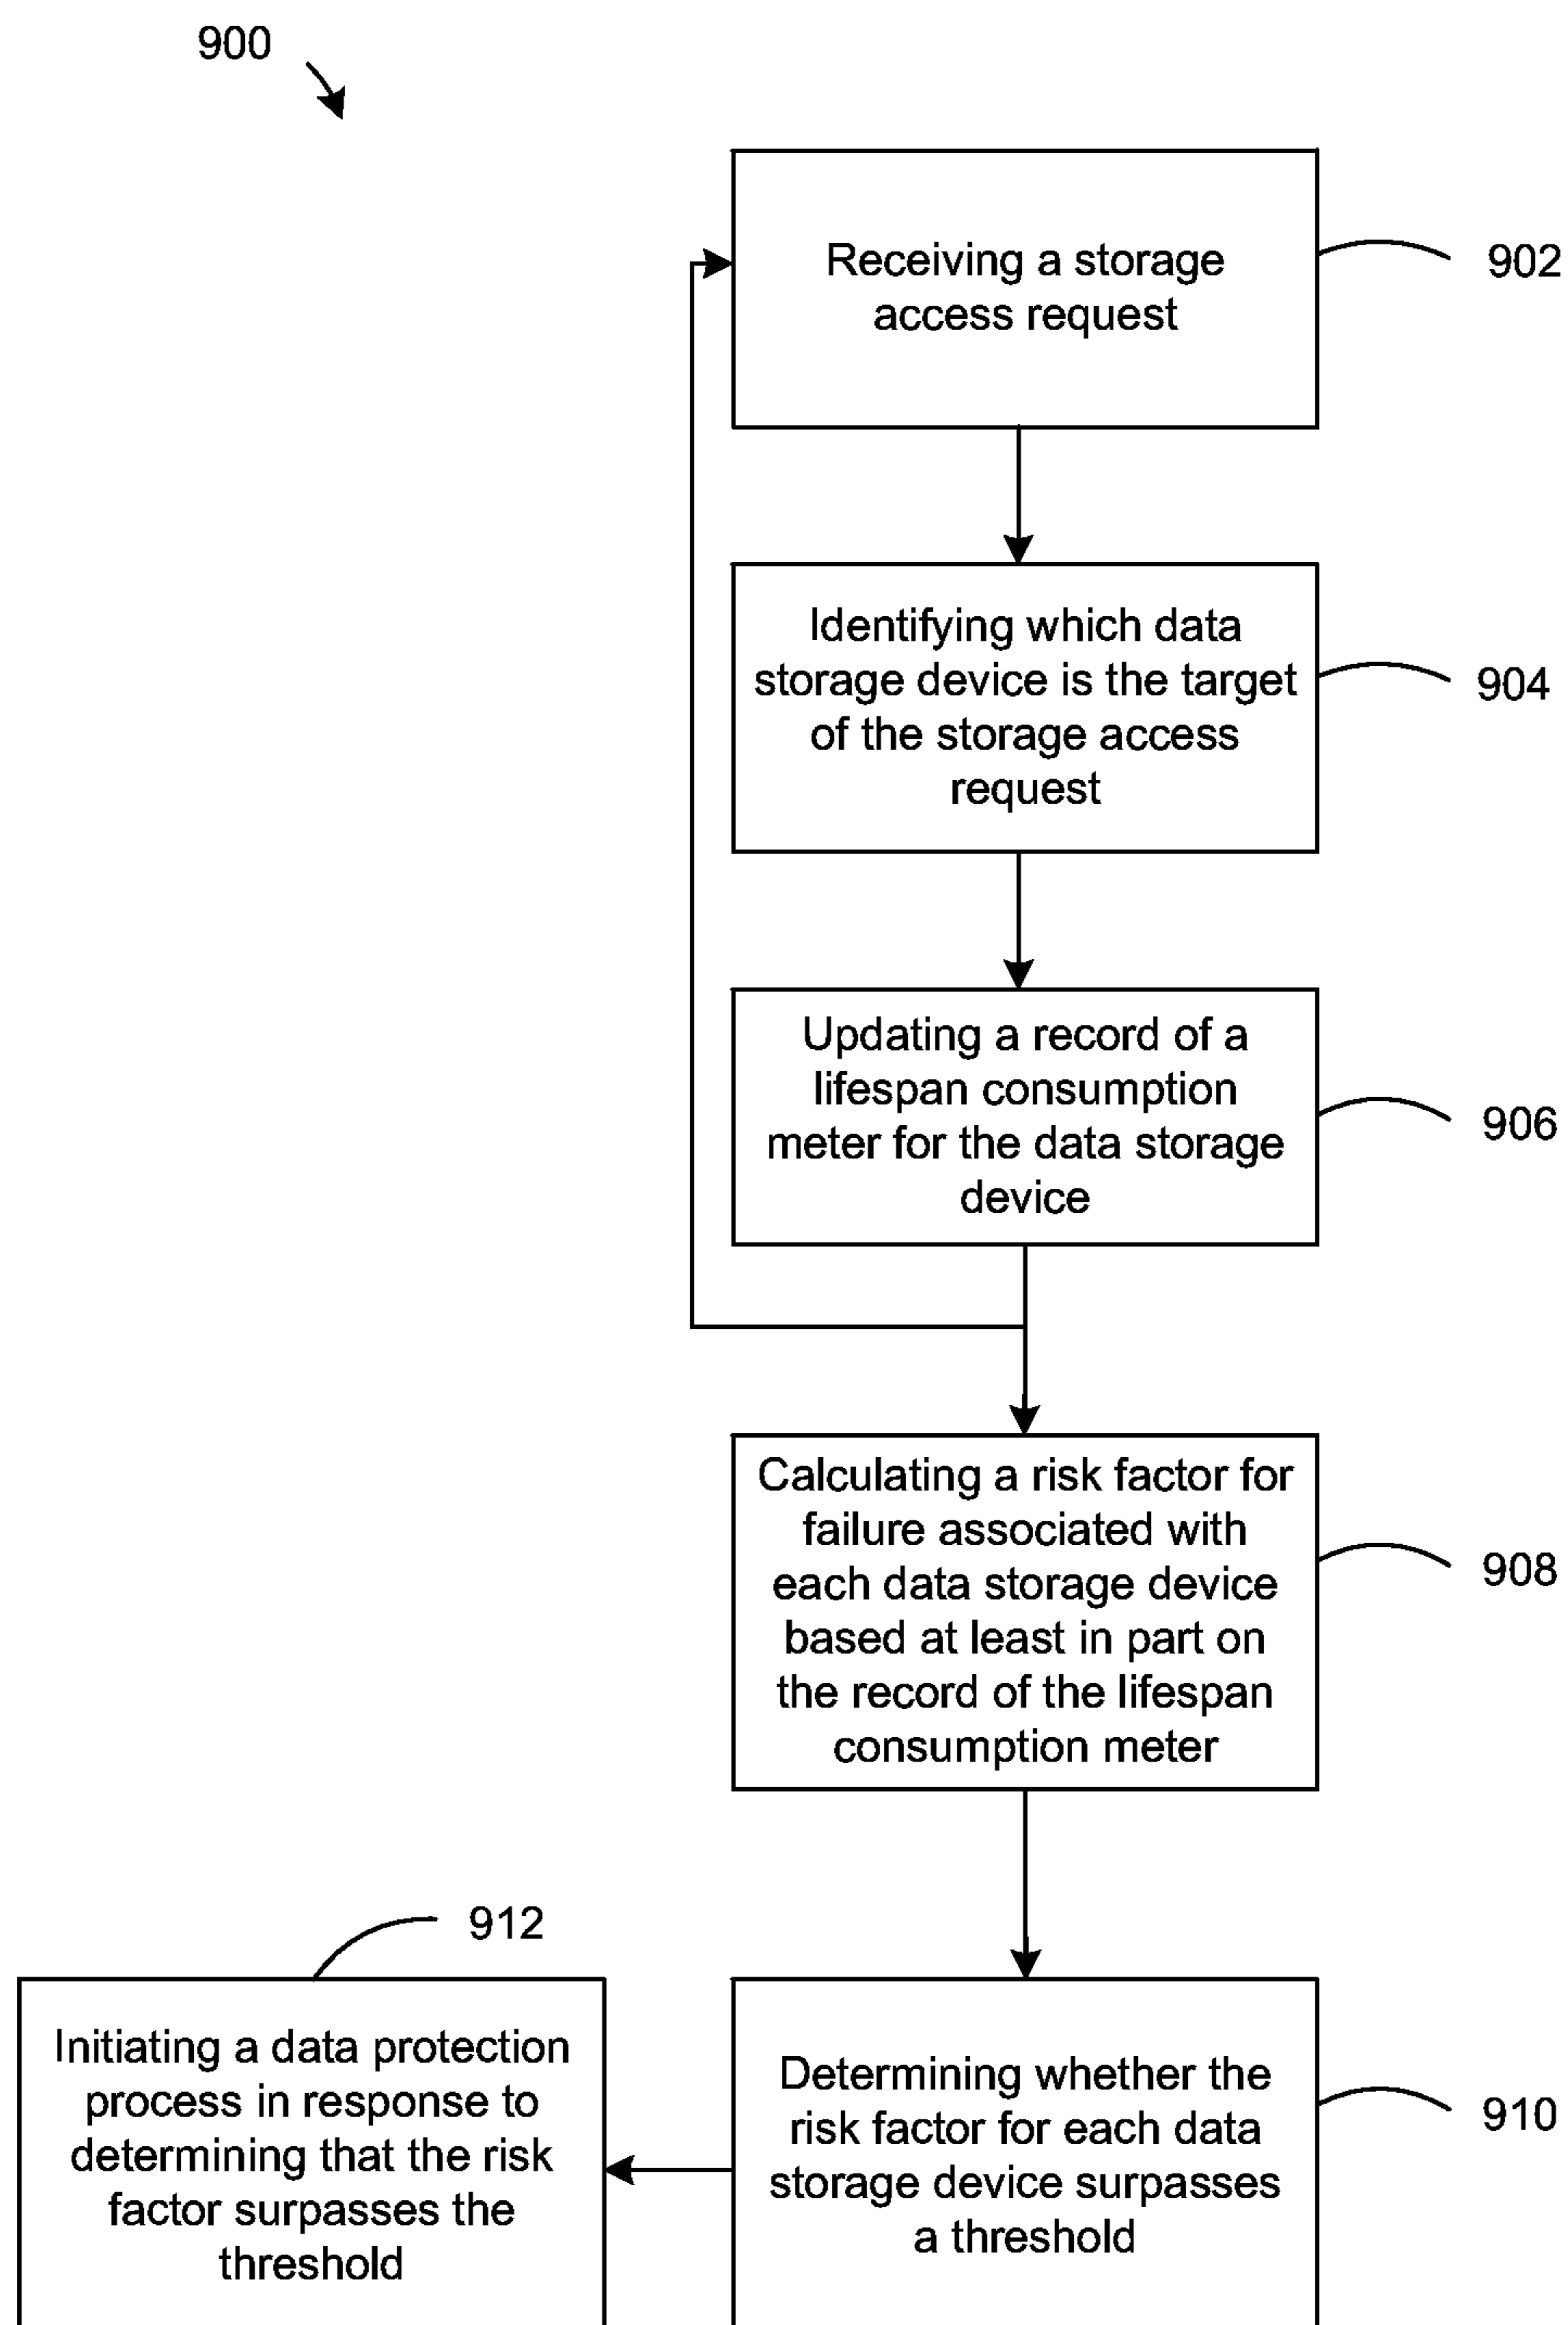 900
Receiving a storage
access request
902
Identifying which data
storage device is the target
of the storage access
request
904
Updating a record of a
lifespan consumption
meter for the data storage
device
906
Calculating a risk factor for
failure associated with
each data storage device
based at least in part on
the record of the lifespan
consumption meter
908
Determining whether the
risk factor for each data
storage device surpasses
a threshold
910
912
Initiating a data protection
process in response to
determining that the risk
factor surpasses the
threshold